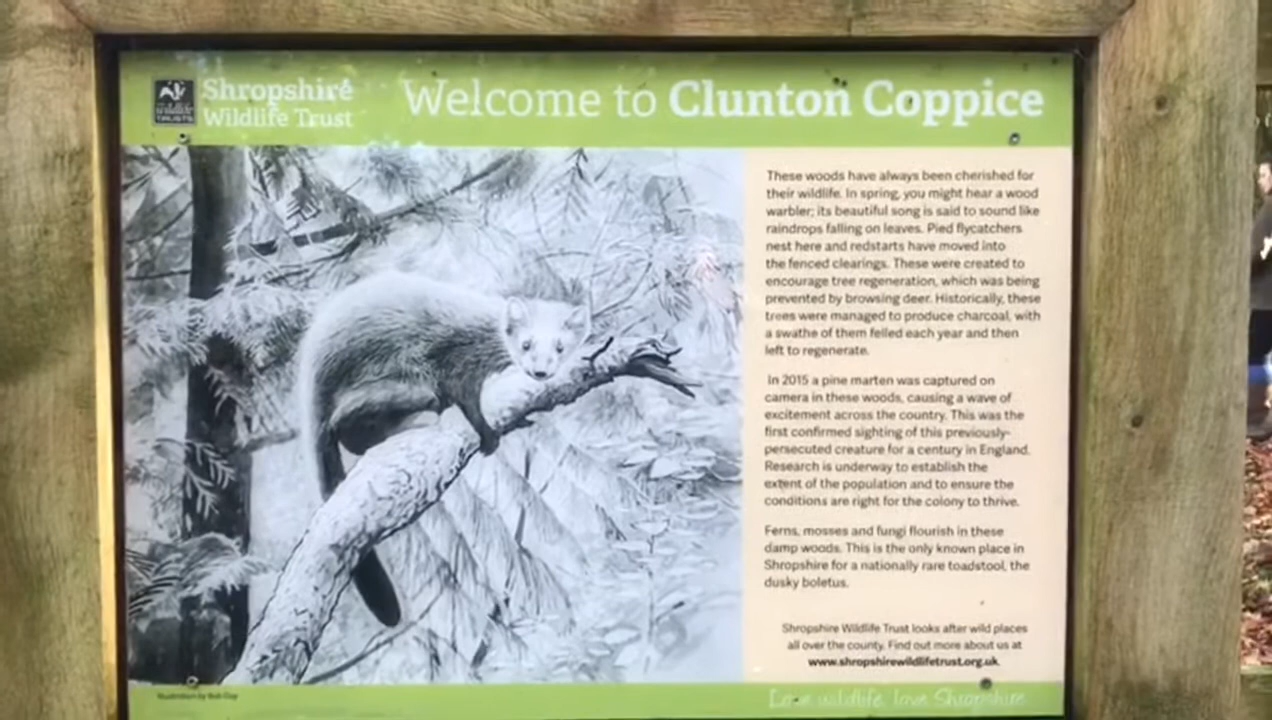 Shropshire
Wildlife Trust
THE
wildlife
TRUSTS
Welcome to Clunton Coppice
These woods have always been cherished for
their wildlife. In spring, you might hear a wood
warbler; its beautiful song is said to sound like
raindrops falling on leaves. Pied flycatchers
nest here and redstarts have moved into
the fenced clearings. These were created to
encourage tree regeneration, which was being
prevented by browsing deer. Historically, these
trees were managed to produce charcoal, with
a swathe of them felled each year and then
left to regenerate.
In 2015 a pine marten was captured on
camera in these woods, causing a wave of
excitement across the country. This was the
first confirmed sighting of this previously-
persecuted creature for a century in England.
Research is underway to establish the
extent of the population and to ensure the
conditions are right for the colony to thrive.
Ferns, mosses and fungi flourish in these
damp woods. This is the only known place in
Shropshire for a nationally rare toadstool, the
dusky boletus.
Shropshire Wildlife Trust looks after wild places
all over the county. Find out more about us at
www.shropshirewildlifetrust.org.uk
Illustration by Bob Guy
Love wildlife, love Shropshire